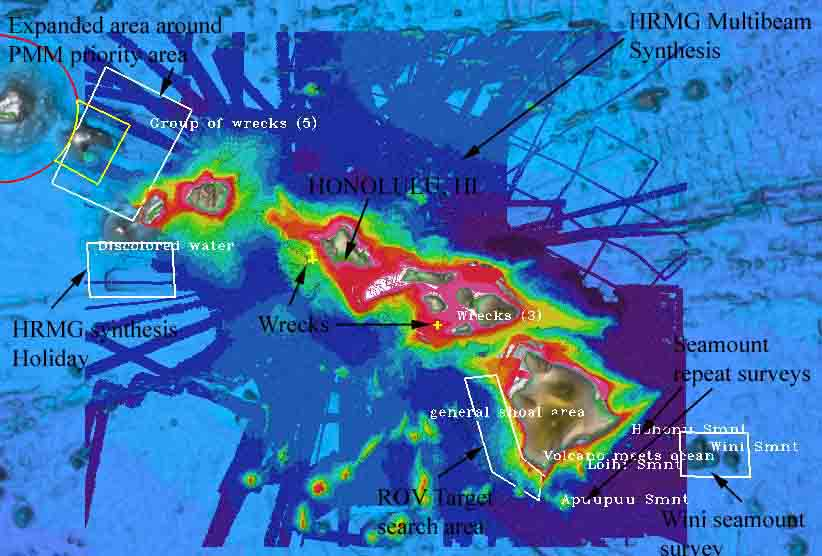 Expanded area around
PMM priority area
HRMG Multibeam
Synthesis
Group of wrecks (5)
HONOLULU, HI
Discolored water
HRMG synthesis
Holiday
Wrecks
Wrecks (3)
Seamount
repeat surveys
general shoal area
Hohonu Smnt
Wini Smnt
Volcano meets ocean
Loihi Smnt
ROV Target
search area
Apuupuu Smnt
Wini seamount
survey